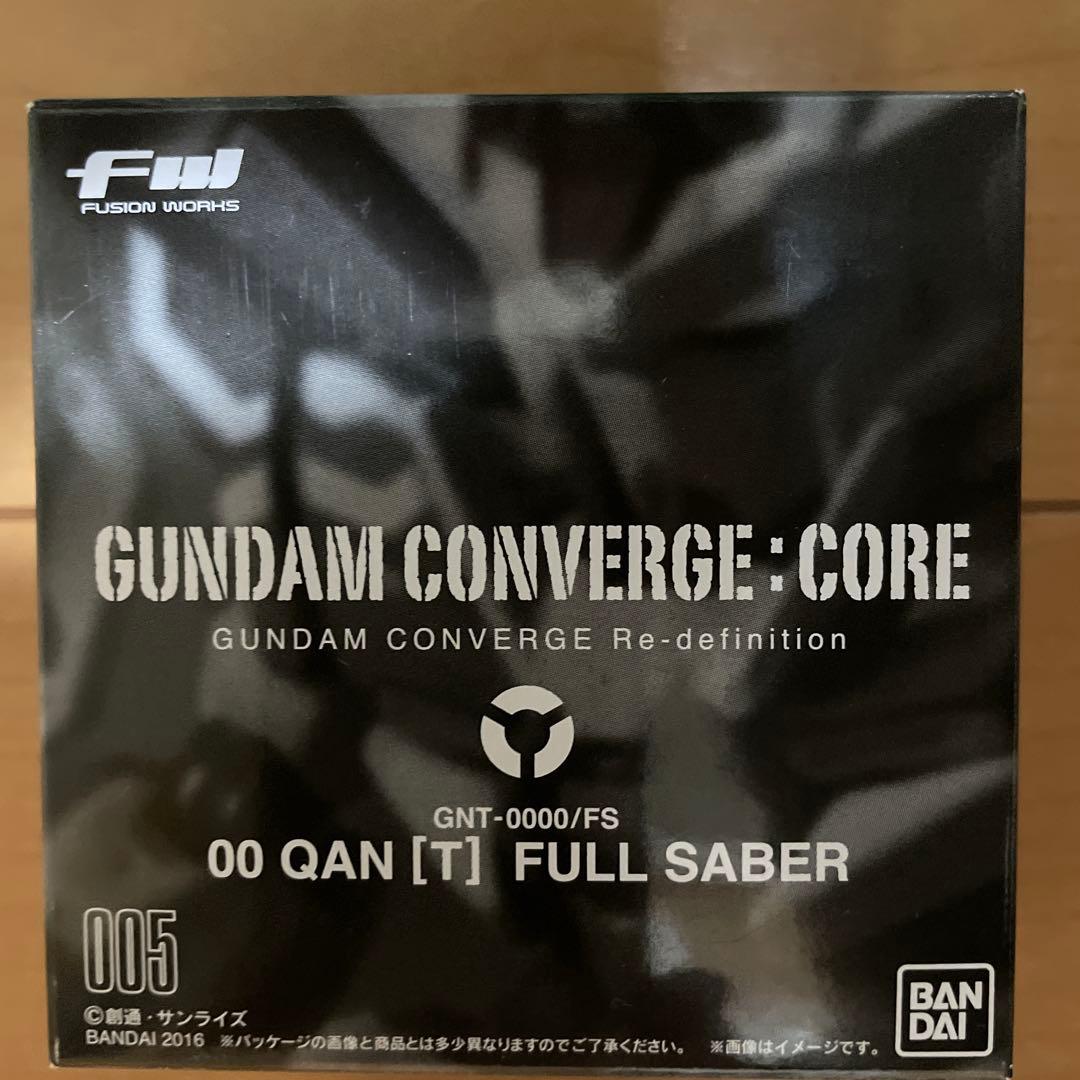 FW
FUSION WORKS
GUNDAM CONVERGE:CORE
GUNDAM CONVERGE Re-definition
GNT-0000/FS
00 QAN [T] FULL SABER
005
©創通・サンライズ
BANDAI 2016 ※パッケージの画像と商品とは多少異なりますのでご了承ください。 ※画像はイメージです。
BAN
DAI